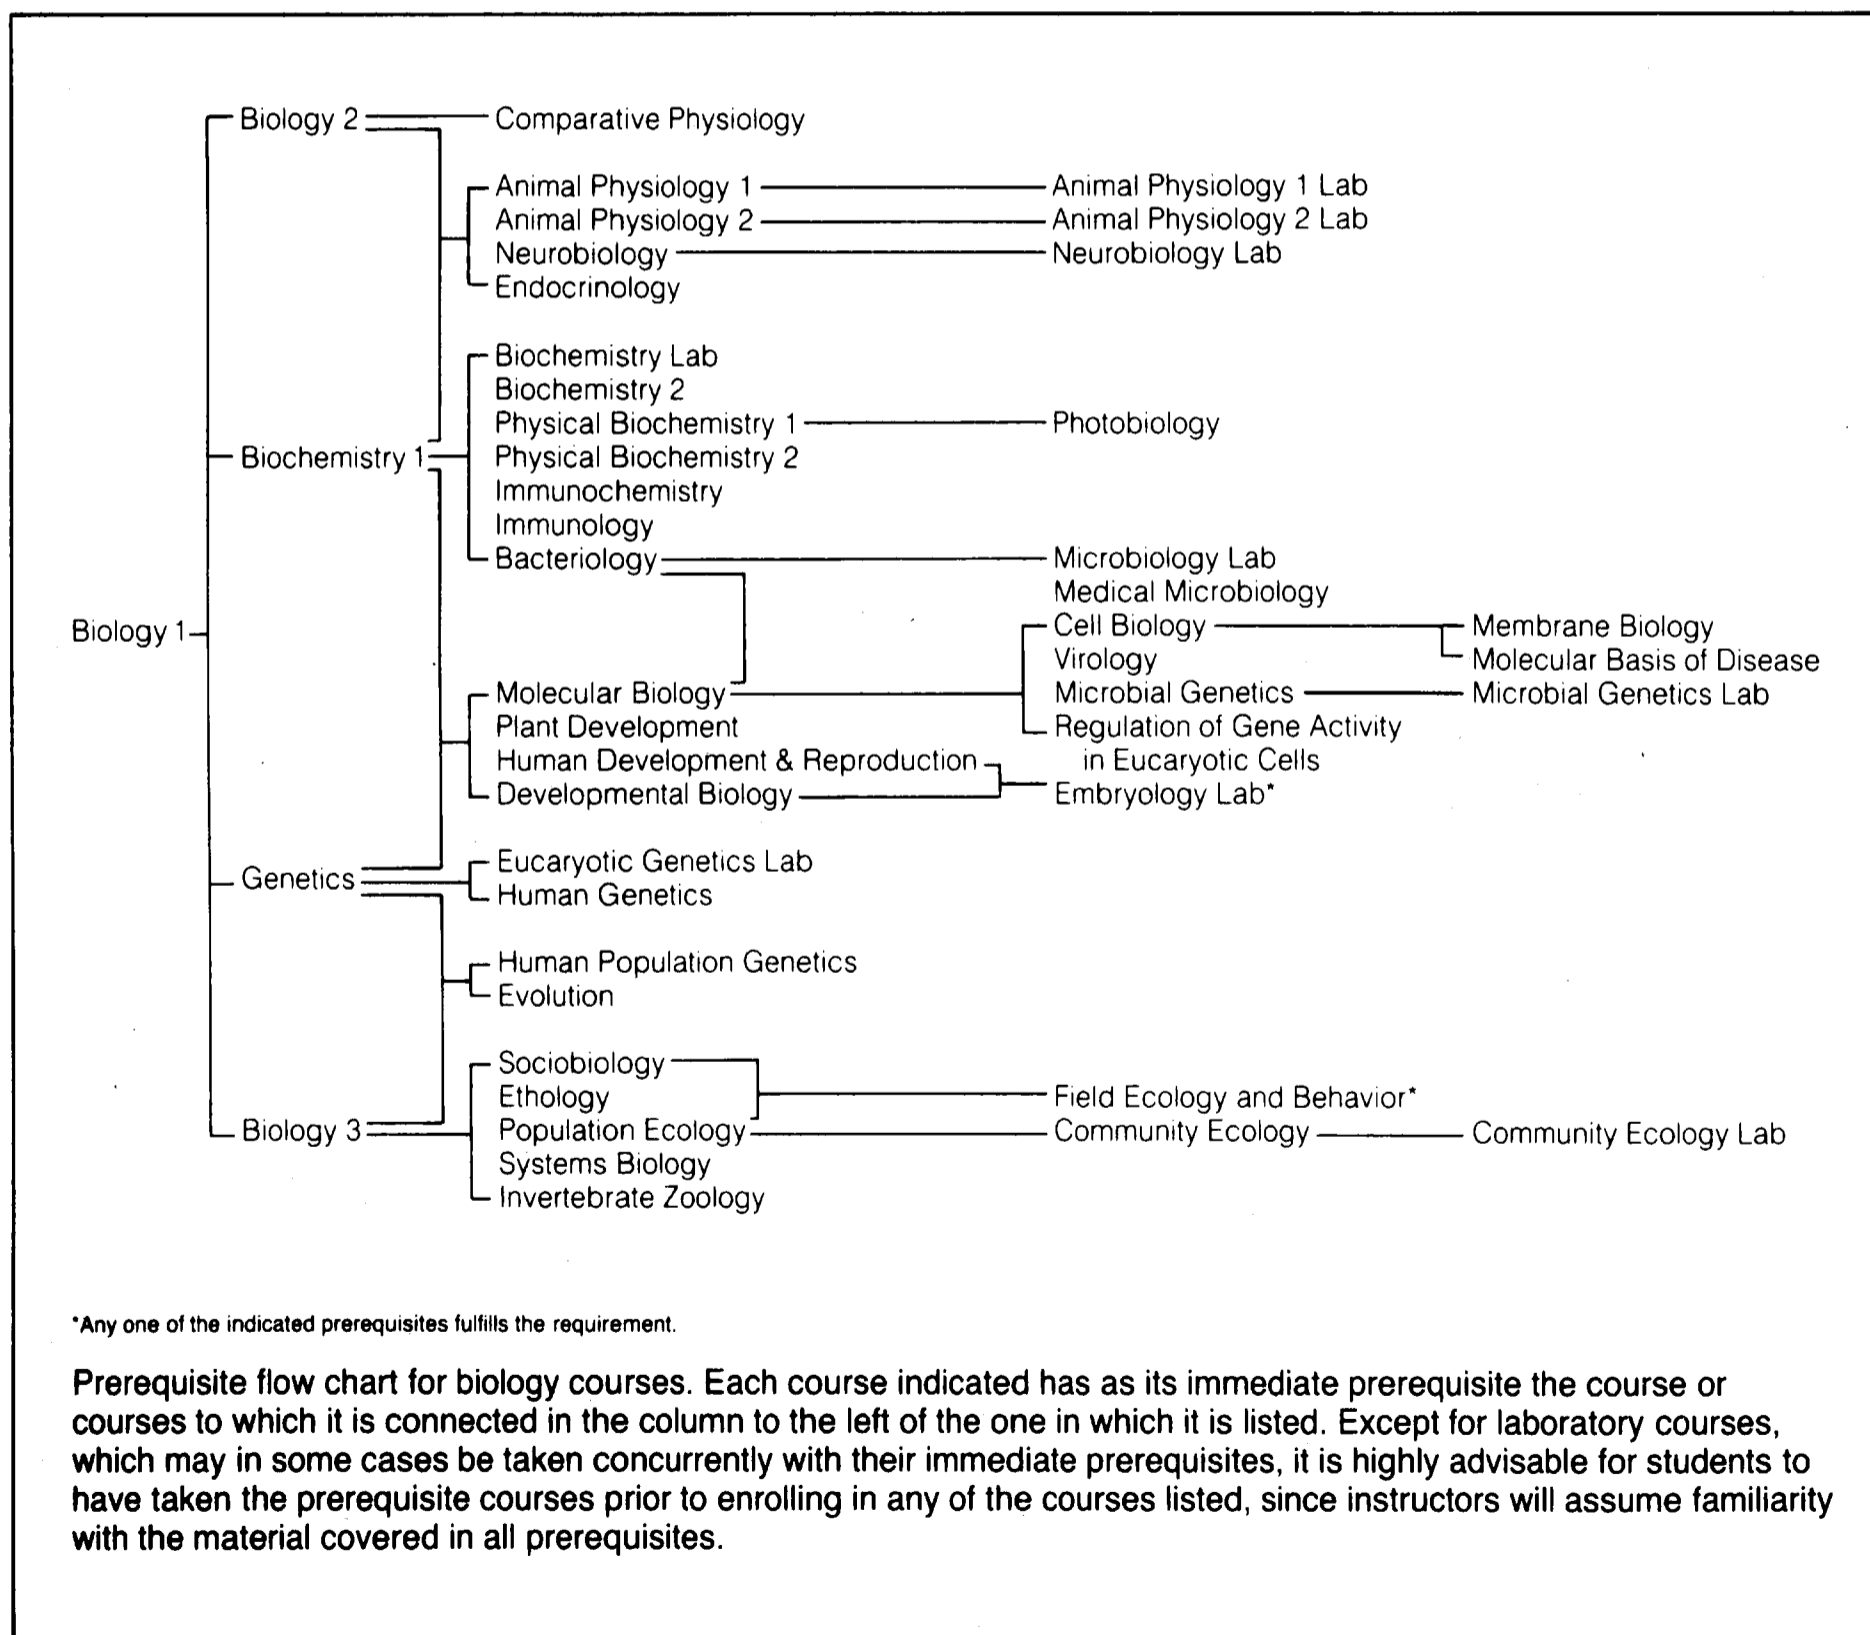 Biology 2 Comparative Physiology
Animal Physiology 1 Animal Physiology 1 Lab
Animal Physiology 2 Animal Physiology 2 Lab
Neurobiology Neurobiology Lab
Endocrinology
Biochemistry Lab
Biochemistry 2
Physical Biochemistry 1 Photobiology
Biochemistry 1 Physical Biochemistry 2
Immunochemistry
Immunology
Bacteriology Microbiology Lab
Medical Microbiology
Biology 1 Cell Biology Membrane Biology
Virology Molecular Basis of Disease
Molecular Biology Microbial Genetics Microbial Genetics Lab
Plant Development Regulation of Gene Activity
Human Development & Reproduction in Eucaryotic Cells
Developmental Biology Embryology Lab*
Eucaryotic Genetics Lab
Genetics
Human Genetics
Human Population Genetics
Evolution
Sociobiology
Ethology Field Ecology and Behavior*
Biology 3 Population Ecology Community Ecology Community Ecology Lab
Systems Biology
Invertebrate Zoology
*Any one of the indicated prerequisites fulfills the requirement.
Prerequisite flow chart for biology courses. Each course indicated has as its immediate prerequisite the course or
courses to which it is connected in the column to the left of the one in which it is listed. Except for laboratory courses,
which may in some cases be taken concurrently with their immediate prerequisites, it is highly advisable for students to
have taken the prerequisite courses prior to enrolling in any of the courses listed, since instructors will assume familiarity
with the material covered in all prerequisites.